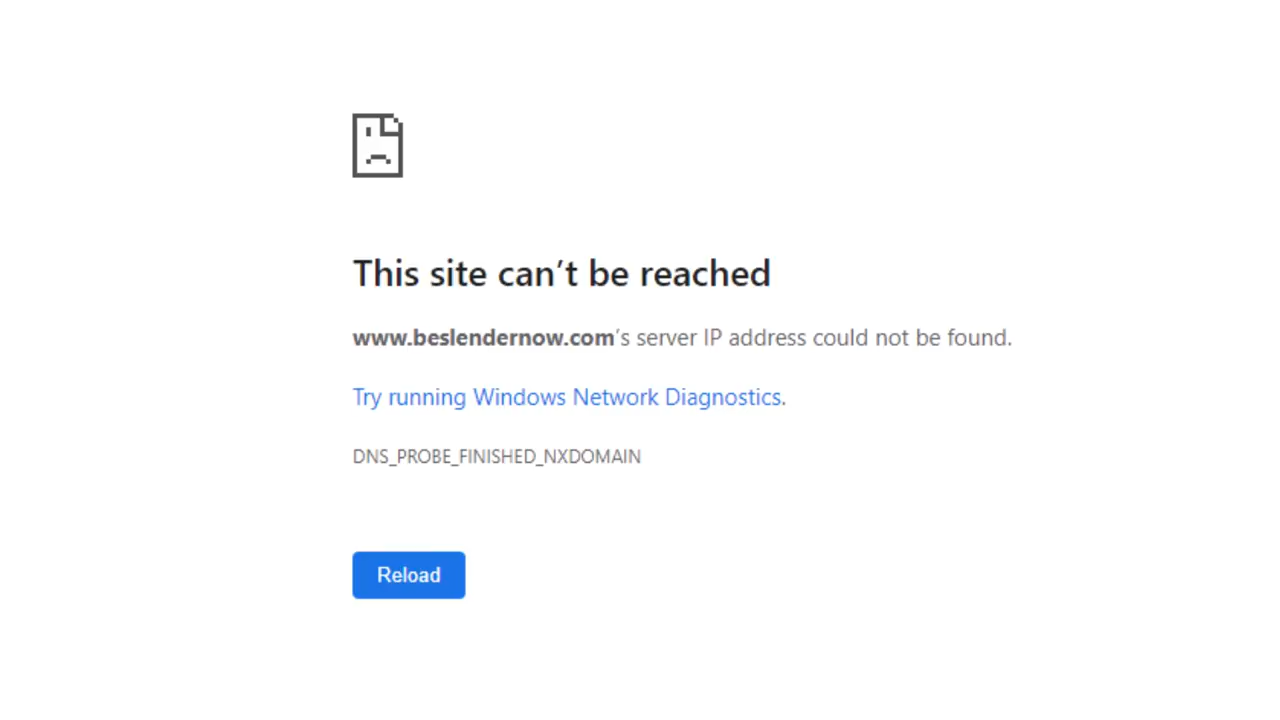 This site can’t be reached
www.beslendernow.com’s server IP address could not be found.
Try running Windows Network Diagnostics.
DNS_PROBE_FINISHED_NXDOMAIN
Reload